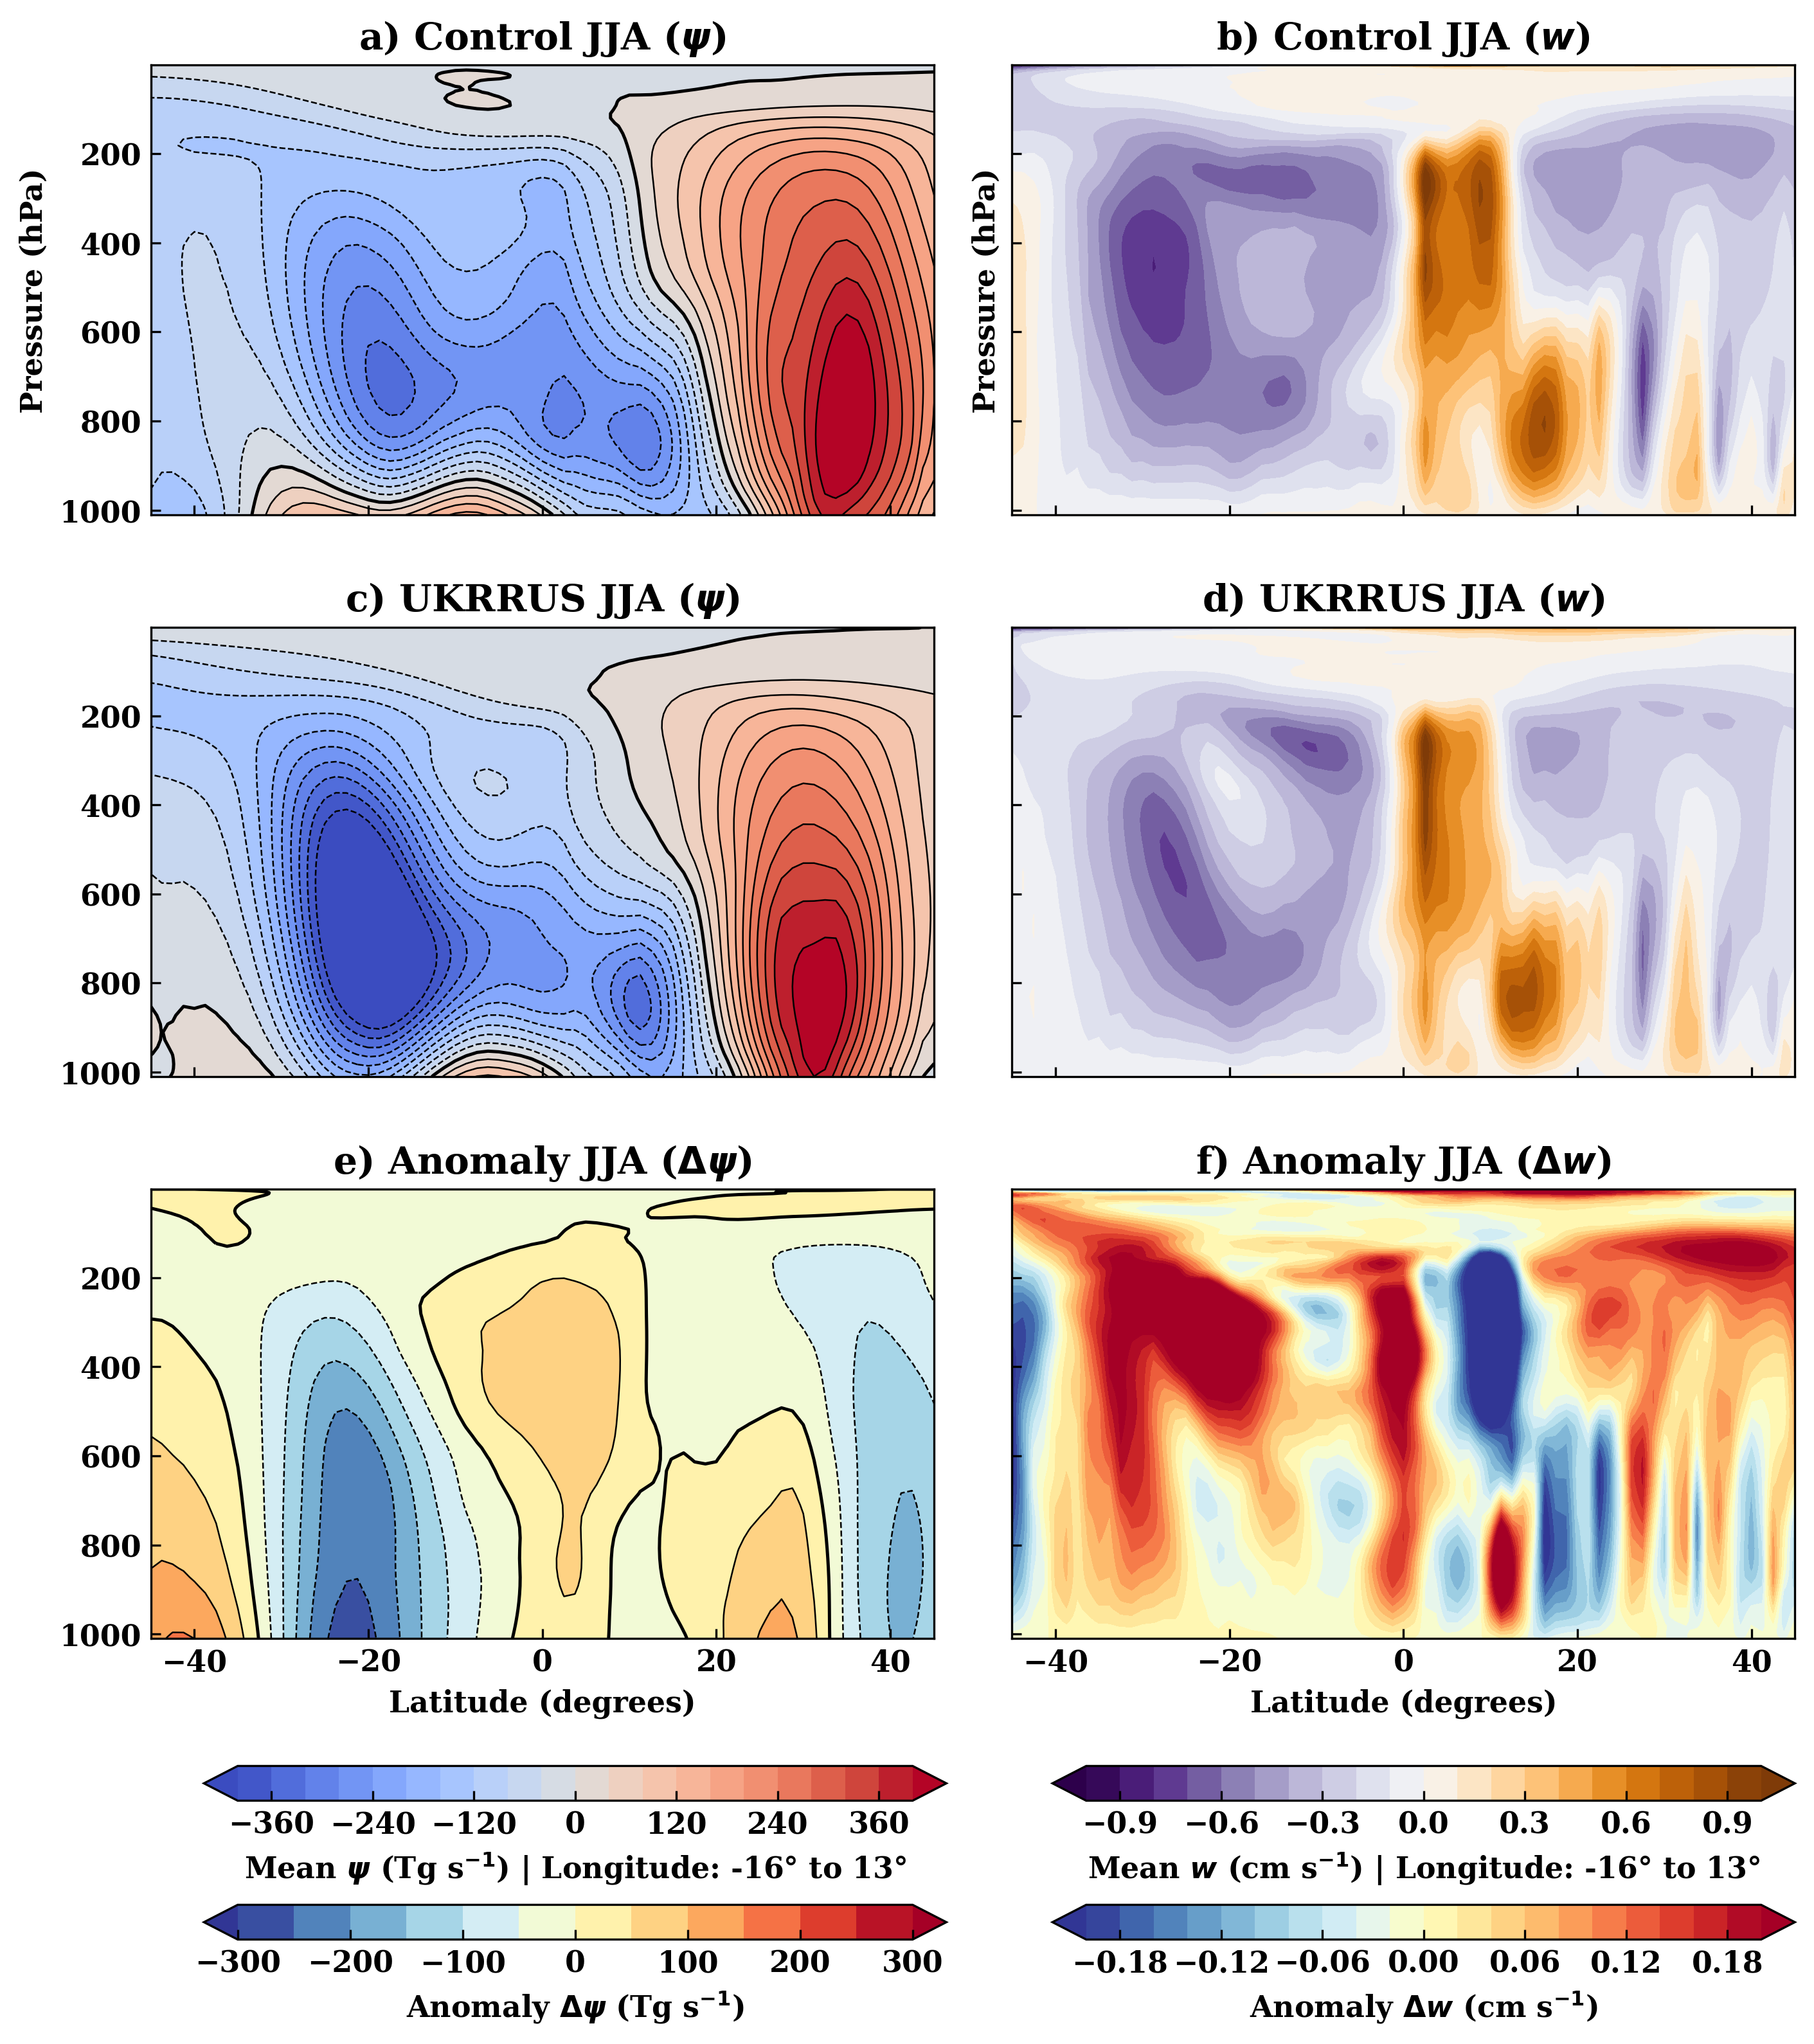 a) Control JJA (ψ)
b) Control JJA (w)
Pressure (hPa)
200
400
600
800
1000
Pressure (hPa)
c) UKRRUS JJA (ψ)
d) UKRRUS JJA (w)
200
400
600
800
1000
e) Anomaly JJA (Δψ)
f) Anomaly JJA (Δw)
200
400
600
800
1000
−40 −20 0 20 40
−40 −20 0 20 40
Latitude (degrees)
Latitude (degrees)
−360 −240 −120 0 120 240 360
−0.9 −0.6 −0.3 0.0 0.3 0.6 0.9
Mean ψ (Tg s⁻¹) | Longitude: -16° to 13°
Mean w (cm s⁻¹) | Longitude: -16° to 13°
−300 −200 −100 0 100 200 300
−0.18 −0.12 −0.06 0.00 0.06 0.12 0.18
Anomaly Δψ (Tg s⁻¹)
Anomaly Δw (cm s⁻¹)